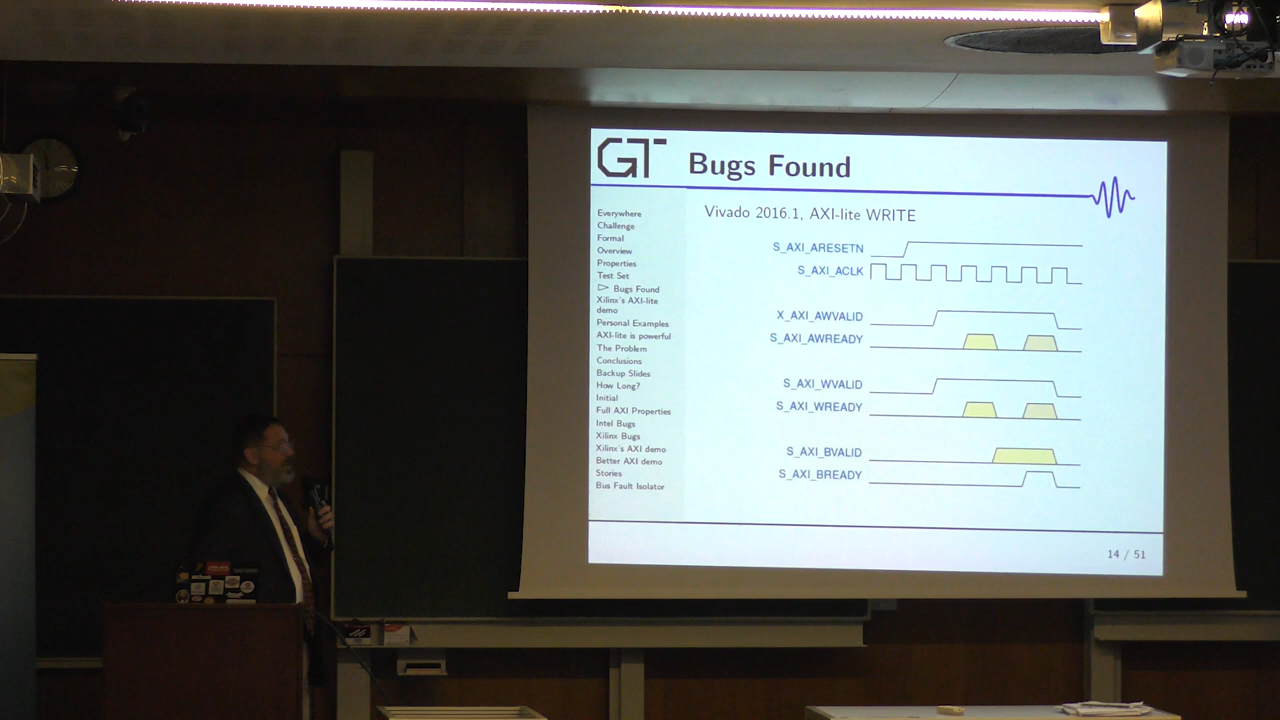 GT Bugs Found
Vivado 2016.1, AXI-lite WRITE
Everywhere
Challenge
Formal
Overview
Properties
Test Set
▷ Bugs Found
Xilinx's AXI-lite
demo
Personal Examples
AXI-lite is powerful
The Problem
Conclusions
Backup Slides
How Long?
Initial
Full AXI Properties
Intel Bugs
Xilinx Bugs
Xilinx's AXI demo
Better AXI demo
Stories
Bus Fault Isolator
S_AXI_ARESETN
S_AXI_ACLK
X_AXI_AWVALID
S_AXI_AWREADY
S_AXI_WVALID
S_AXI_WREADY
S_AXI_BVALID
S_AXI_BREADY
14 / 51